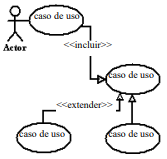 caso de uso
Actor
<<incluir>>
caso de uso
<<extender>>
caso de uso
caso de uso